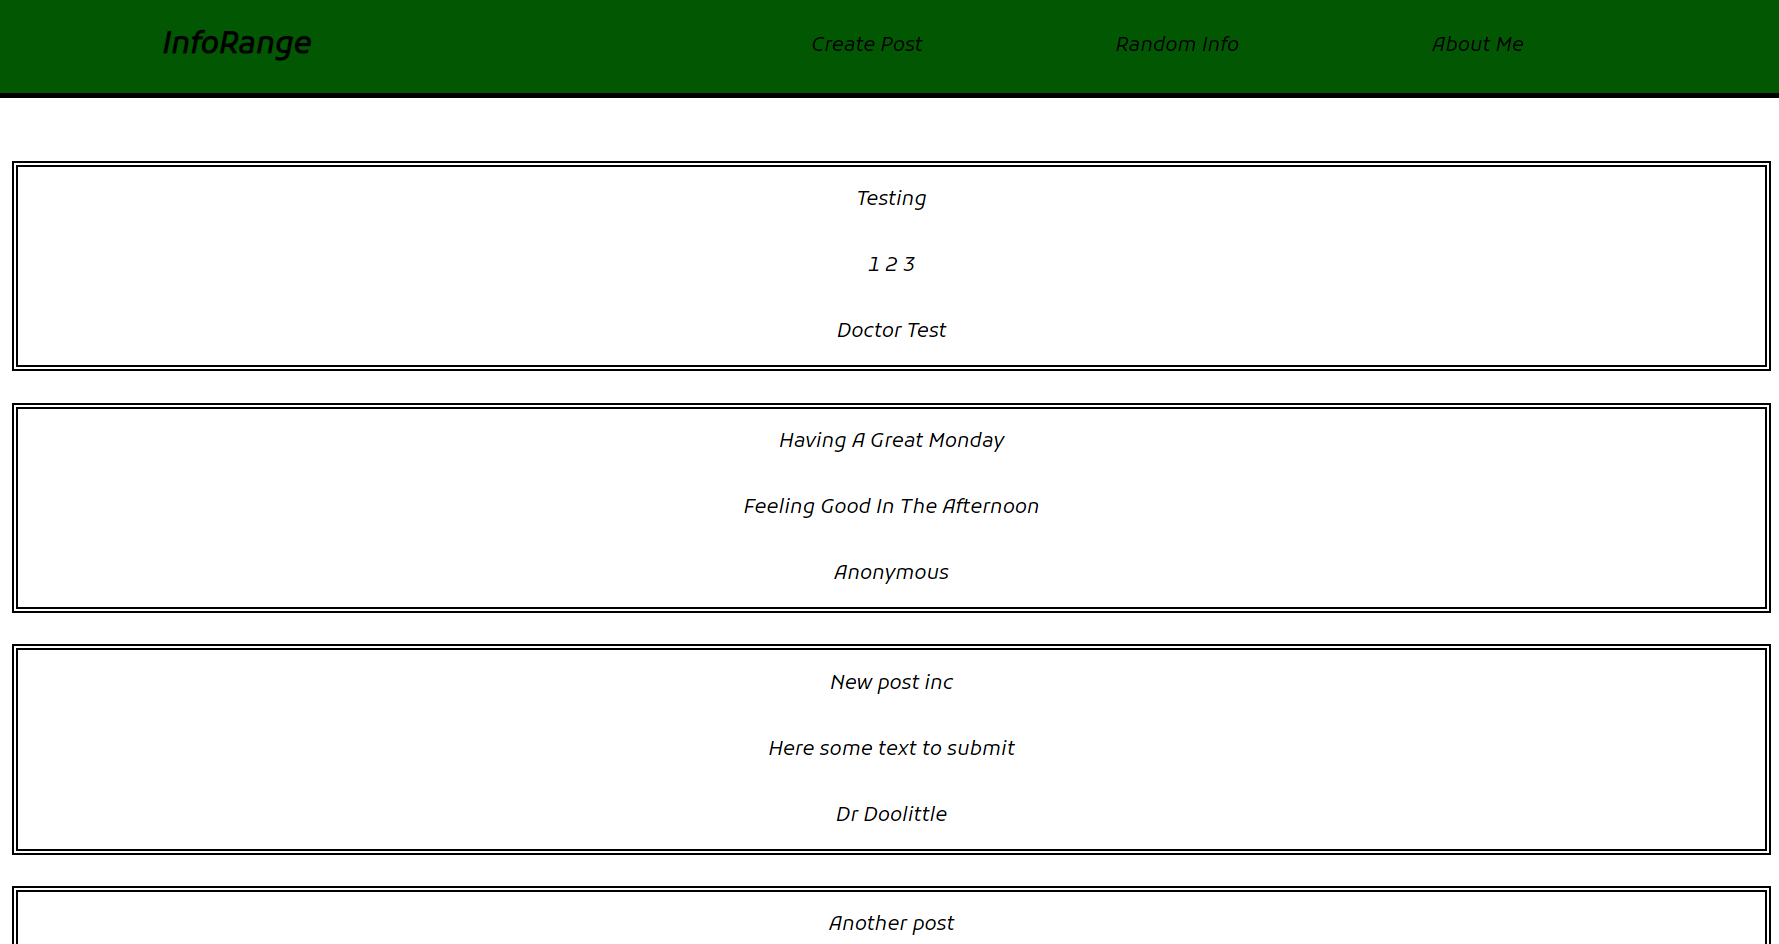 InfoRange Create Post Random Info About Me
Testing
1 2 3
Doctor Test
Having A Great Monday
Feeling Good In The Afternoon
Anonymous
New post inc
Here some text to submit
Dr Doolittle
Another post